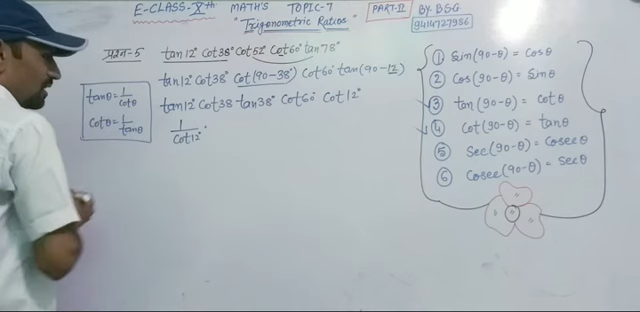 E-CLASS-Xth MATH'S TOPIC-7 PART-II BY:BSG
"Trigonometric Ratios" 9414727986
प्रश्न-5 tan12° Cot38° Cot52° Cot60° tan78°
tan12° Cot38° Cot(90-38°) Cot60° tan(90-12)
tan12° Cot38 tan38° Cot60° Cot12°
1/Cot12°
tanθ=1/cotθ
cotθ=1/tanθ
① Sin(90-θ) = Cosθ
② Cos(90-θ) = Sinθ
③ tan(90-θ) = cotθ
④ Cot(90-θ) = tanθ
⑤ Sec(90-θ) = Cosecθ
⑥ Cosec(90-θ) = Secθ